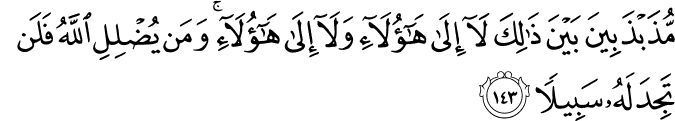 مُّذَبْذَبِينَ بَيْنَ ذَٰلِكَ لَآ إِلَىٰ هَٰٓؤُلَآءِ وَلَآ إِلَىٰ هَٰٓؤُلَآءِ ۚ وَمَن يُضْلِلِ ٱللَّهُ فَلَن
تَجِدَ لَهُۥ سَبِيلًا ١٤٣